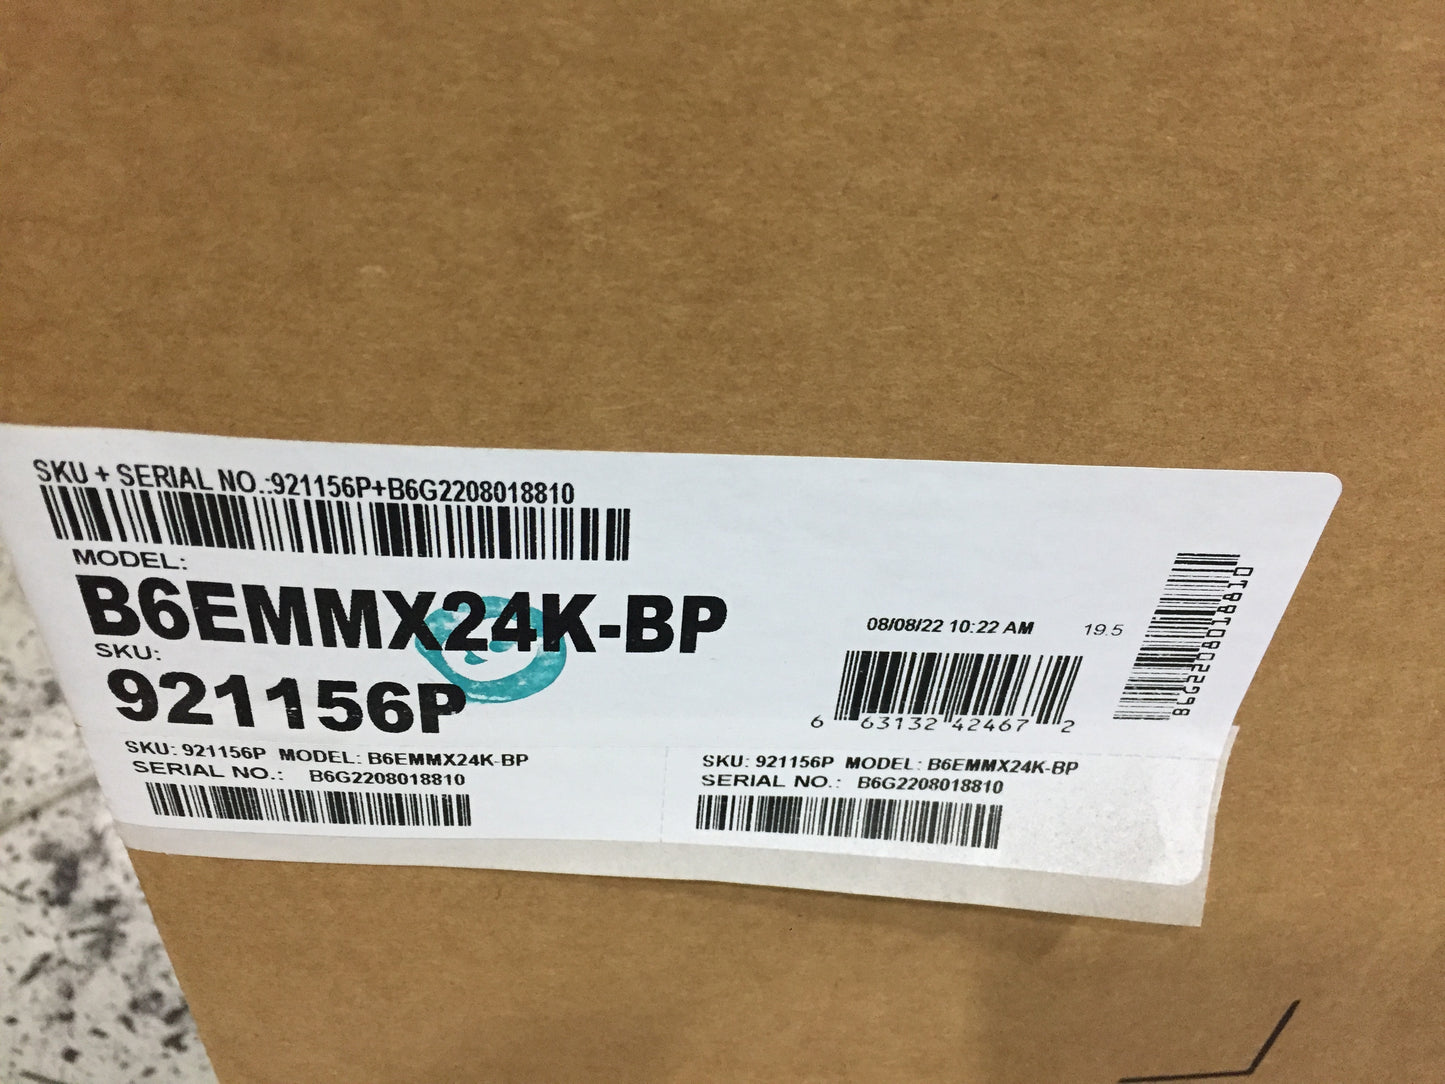 SKU + SERIAL NO.:921156P+B6G2208018810
MODEL:
B6EMMX24K-BP
SKU:
921156P
08/08/22 10:22 AM 19.5
6 63132 42467 2
B6G2208018810
SKU: 921156P MODEL: B6EMMX24K-BP
SERIAL NO.: B6G2208018810
SKU: 921156P MODEL: B6EMMX24K-BP
SERIAL NO.: B6G2208018810